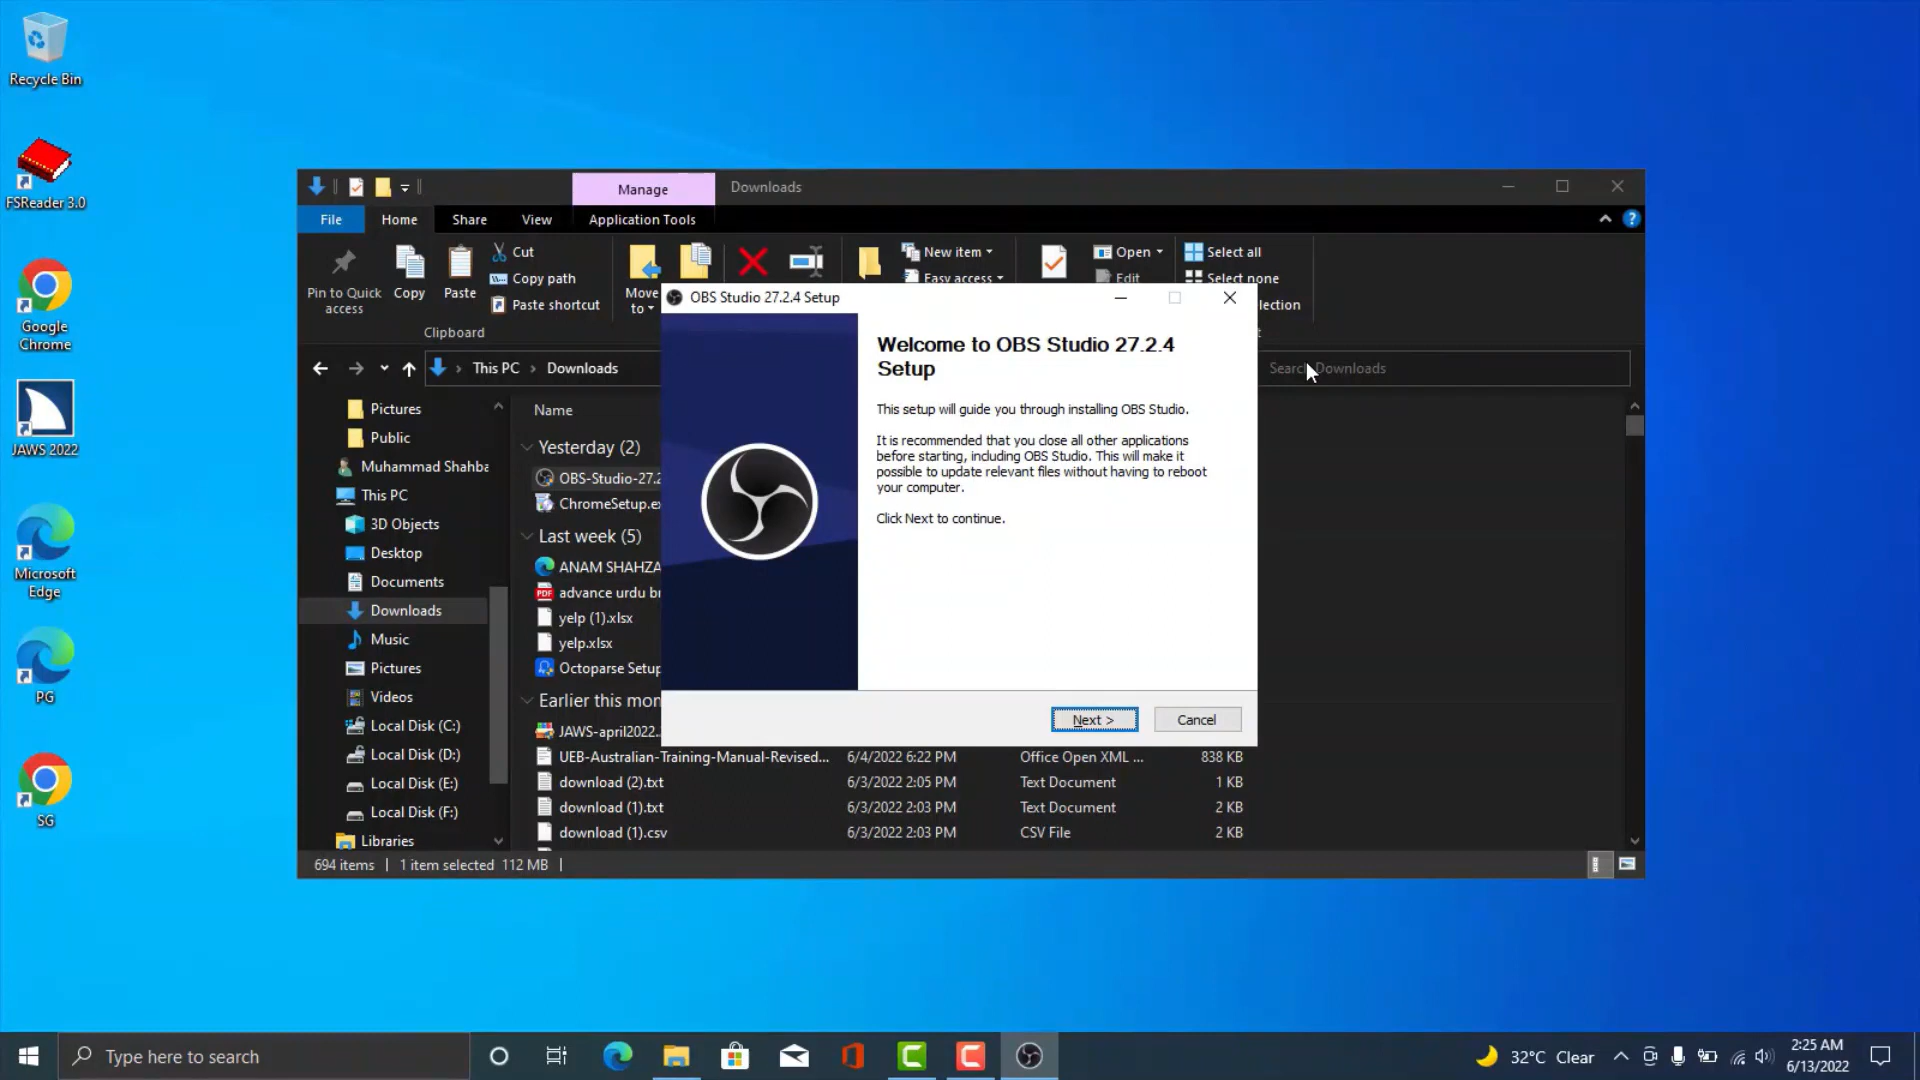 Recycle Bin
FSReader 3.0
Google
Chrome
JAWS 2022
Microsoft
Edge
PG
SG
Manage
Downloads
File
Home
Share
View
Application Tools
Pin to Quick
access
Copy
Paste
Cut
Copy path
Paste shortcut
Clipboard
Move
to
New item
Easy access
Open
Edit
Select all
Select none
lection
This PC
Downloads
Search Downloads
Pictures
Public
Muhammad Shahba
This PC
3D Objects
Desktop
Documents
Downloads
Music
Pictures
Videos
Local Disk (C:)
Local Disk (D:)
Local Disk (E:)
Local Disk (F:)
Libraries
Name
Yesterday (2)
OBS-Studio-27.2
ChromeSetup.ex
Last week (5)
ANAM SHAHZA
PDF advance urdu br
yelp (1).xlsx
yelp.xlsx
Octoparse Setup
Earlier this mon
JAWS-april2022.
UEB-Australian-Training-Manual-Revised... 6/4/2022 6:22 PM Office Open XML ... 838 KB
download (2).txt 6/3/2022 2:05 PM Text Document 1 KB
download (1).txt 6/3/2022 2:03 PM Text Document 2 KB
download (1).csv 6/3/2022 2:03 PM CSV File 2 KB
694 items 1 item selected 112 MB
OBS Studio 27.2.4 Setup
Welcome to OBS Studio 27.2.4
Setup
This setup will guide you through installing OBS Studio.
It is recommended that you close all other applications
before starting, including OBS Studio. This will make it
possible to update relevant files without having to reboot
your computer.
Click Next to continue.
Next >
Cancel
Type here to search
32°C Clear
2:25 AM
6/13/2022